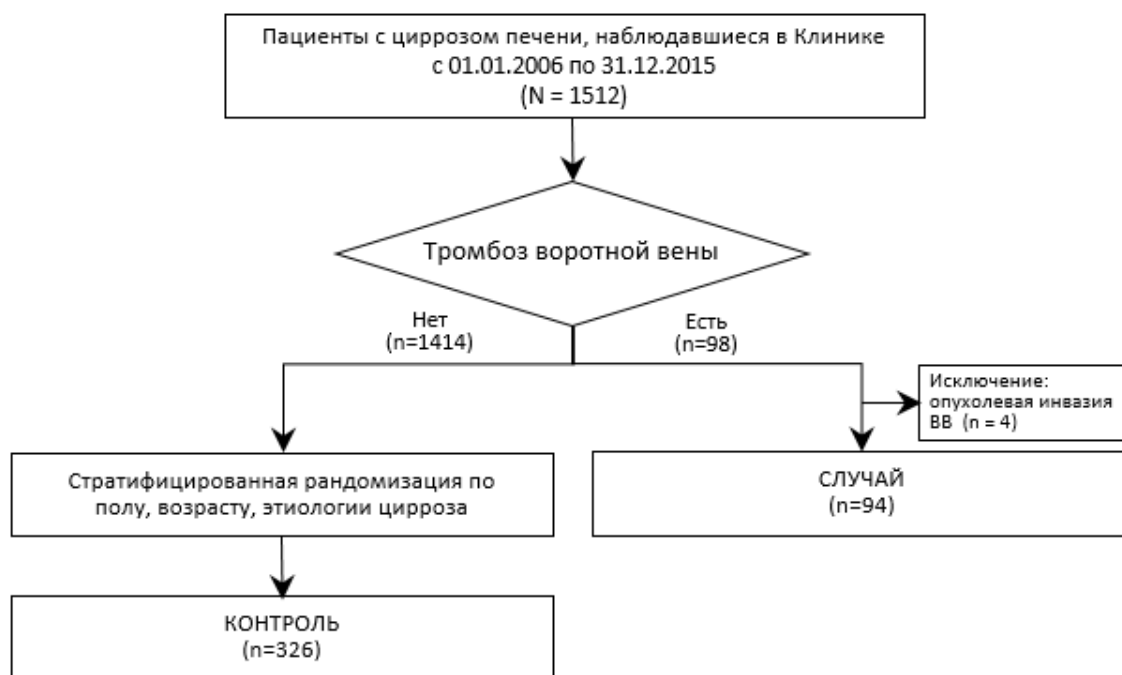 Пациенты с циррозом печени, наблюдавшиеся в Клинике
с 01.01.2006 по 31.12.2015
(N = 1512)
Тромбоз воротной вены
Нет
(n=1414)
Есть
(n=98)
Исключение:
опухолевая инвазия
ВВ (n = 4)
Стратифицированная рандомизация по
полу, возрасту, этиологии цирроза
СЛУЧАЙ
(n=94)
КОНТРОЛЬ
(n=326)